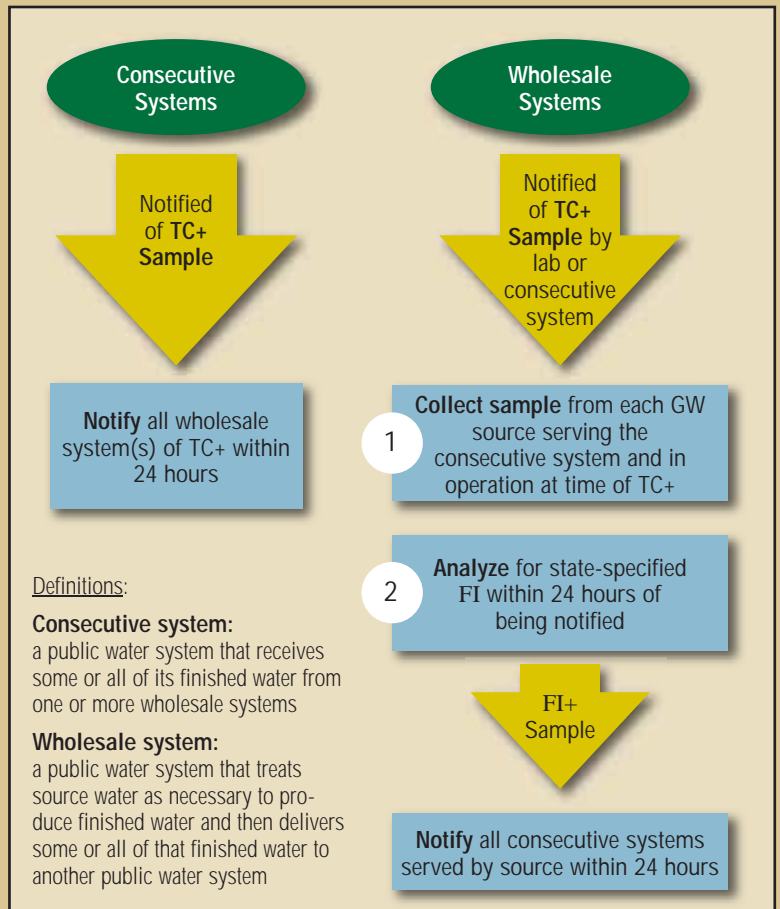 Consecutive
Systems
Notified
of TC+
Sample
Notify all wholesale
system(s) of TC+ within
24 hours
Definitions:
Consecutive system:
a public water system that receives
some or all of its finished water from
one or more wholesale systems
Wholesale system:
a public water system that treats
source water as necessary to pro-
duce finished water and then delivers
some or all of that finished water to
another public water system
Wholesale
Systems
Notified
of TC+
Sample by
lab or
consecutive
system
1
Collect sample from each GW
source serving the
consecutive system and in
operation at time of TC+
2
Analyze for state-specified
FI within 24 hours of
being notified
FI+
Sample
Notify all consecutive systems
served by source within 24 hours